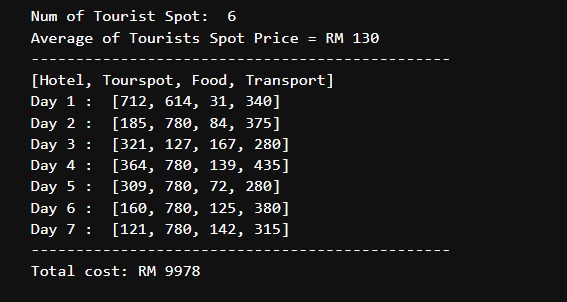 Num of Tourist Spot:  6
Average of Tourists Spot Price = RM 130
-----------------------------------------------
[Hotel, Tourspot, Food, Transport]
Day 1 :  [712, 614, 31, 340]
Day 2 :  [185, 780, 84, 375]
Day 3 :  [321, 127, 167, 280]
Day 4 :  [364, 780, 139, 435]
Day 5 :  [309, 780, 72, 280]
Day 6 :  [160, 780, 125, 380]
Day 7 :  [121, 780, 142, 315]
-----------------------------------------------
Total cost: RM 9978